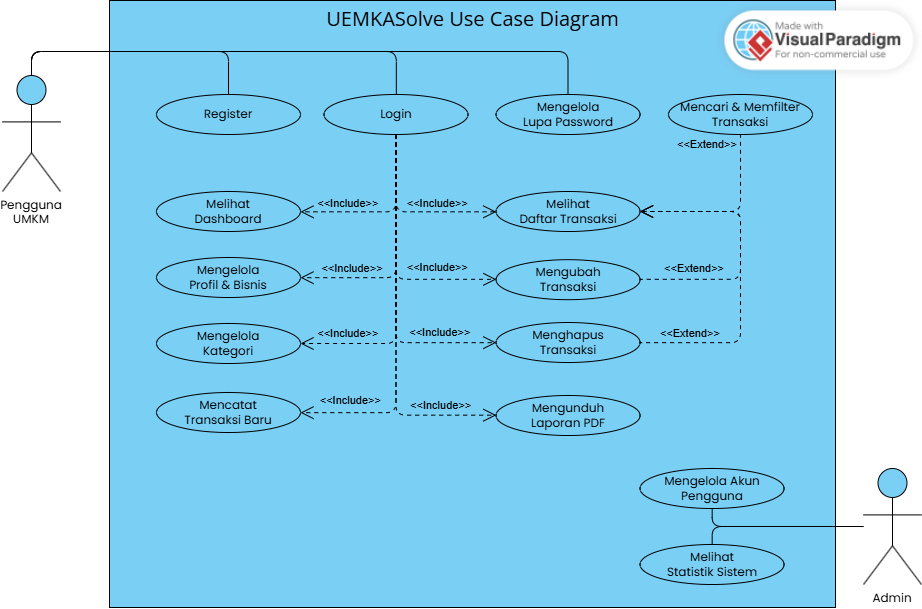 UEMKASolve Use Case Diagram
Made with
VisualParadigm
For non-commercial use
Register
Login
Mengelola
Lupa Password
Mencari & Memfilter
Transaksi
<<Extend>>
Pengguna
UMKM
Melihat
Dashboard
<<Include>>
<<Include>>
Melihat
Daftar Transaksi
Mengelola
Profil & Bisnis
<<Include>>
<<Include>>
Mengubah
Transaksi
<<Extend>>
Mengelola
Kategori
<<Include>>
<<Include>>
Menghapus
Transaksi
<<Extend>>
Mencatat
Transaksi Baru
<<Include>>
<<Include>>
Mengunduh
Laporan PDF
Mengelola Akun
Pengguna
Melihat
Statistik Sistem
Admin